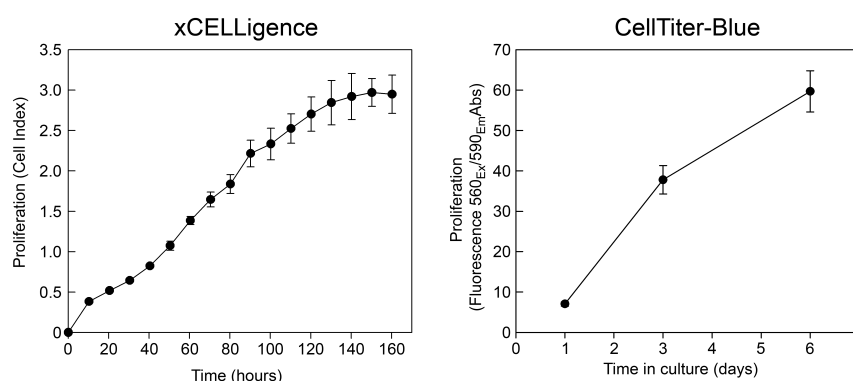 xCELLigence
Proliferation (Cell Index)
3.5
3.0
2.5
2.0
1.5
1.0
0.5
0
0 20 40 60 80 100 120 140 160
Time (hours)
CellTiter-Blue
Proliferation
(Fluorescence 560Ex/590EmAbs)
70
60
50
40
30
20
10
0
0 1 2 3 4 5 6
Time in culture (days)